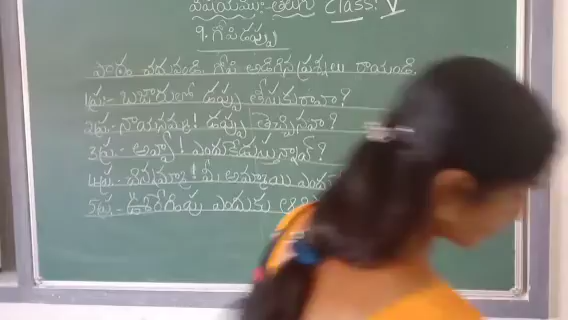 విషయము:- తెలుగు Class: V
9. గోపి డప్పు
పాఠం చదవండి. గోపి అడిగిన ప్రశ్నలు రాయండి.
1ప్ర:- బజారులో డప్పు తీసుకురావా?
2ప్ర:- నాయనమ్మా! డప్పు తెచ్చినవా?
3ప్ర:- అవ్వా! ఎందుకేడుస్తున్నావ్?
4ప్ర:- చినమ్మా! మీ అమ్మాయి
5ప్ర:- ఊరేగింపు ఎందుకు